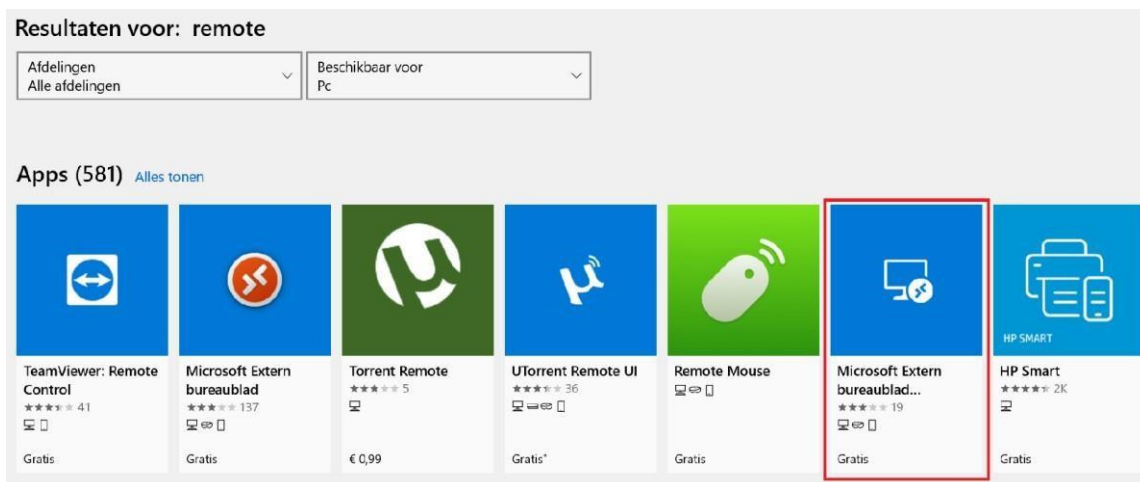 Resultaten voor: remote
Afdelingen
Alle afdelingen
Beschikbaar voor
Pc
Apps (581) Alles tonen
TeamViewer: Remote
Control
41
Gratis
Microsoft Extern
bureaublad
137
Gratis
Torrent Remote
5
€ 0,99
UTorrent Remote UI
36
Gratis*
Remote Mouse
Gratis
Microsoft Extern
bureaublad...
19
Gratis
HP SMART
HP Smart
2K
Gratis